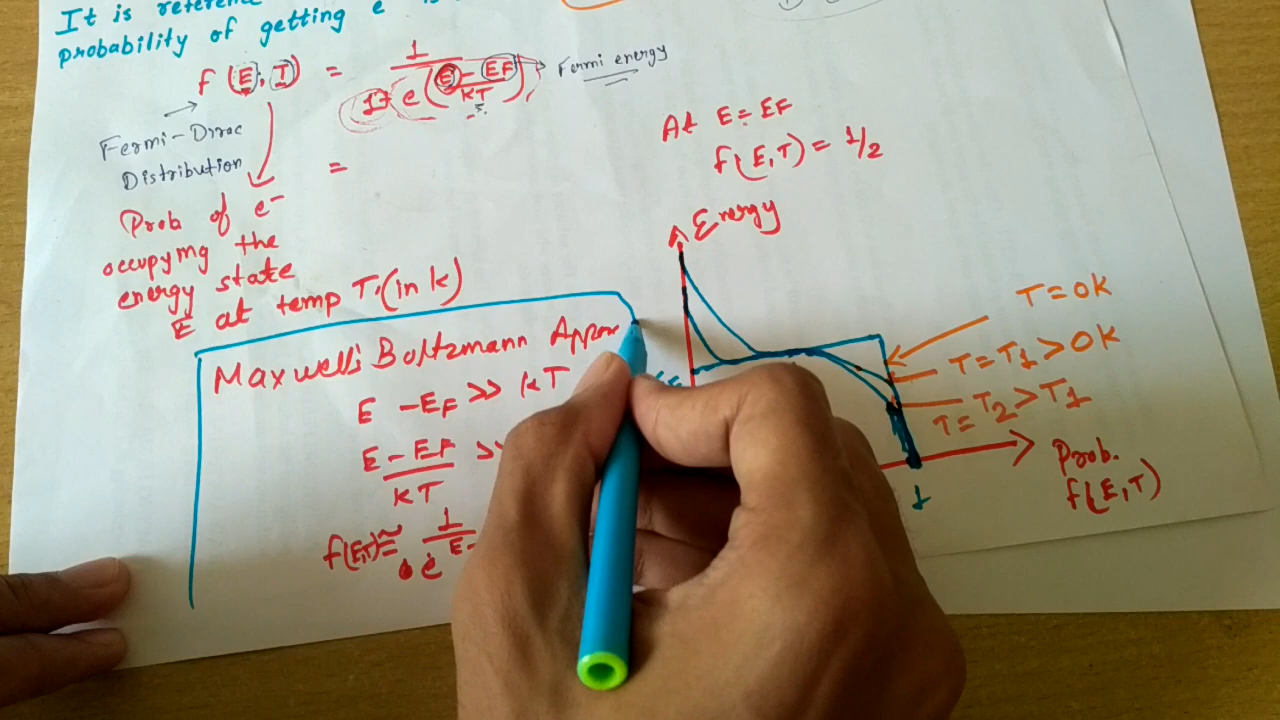 It is reference
probability of getting e is
f (E, T) = 1 / 1 + e (E - EF / KT)
Fermi energy
Fermi-Dirac
Distribution
=
Prob of e-
occupying the
energy state
E at temp T, (in k)
At E = EF
f(E,T) = 1/2
Energy
T = 0K
T = T1 > 0K
T = T2 > T1
Prob.
f(E,T)
1
Maxwell's Boltzmann Approx
E - EF >> KT
E - EF / KT >>
f(E,T) ≅ 1 / e E-